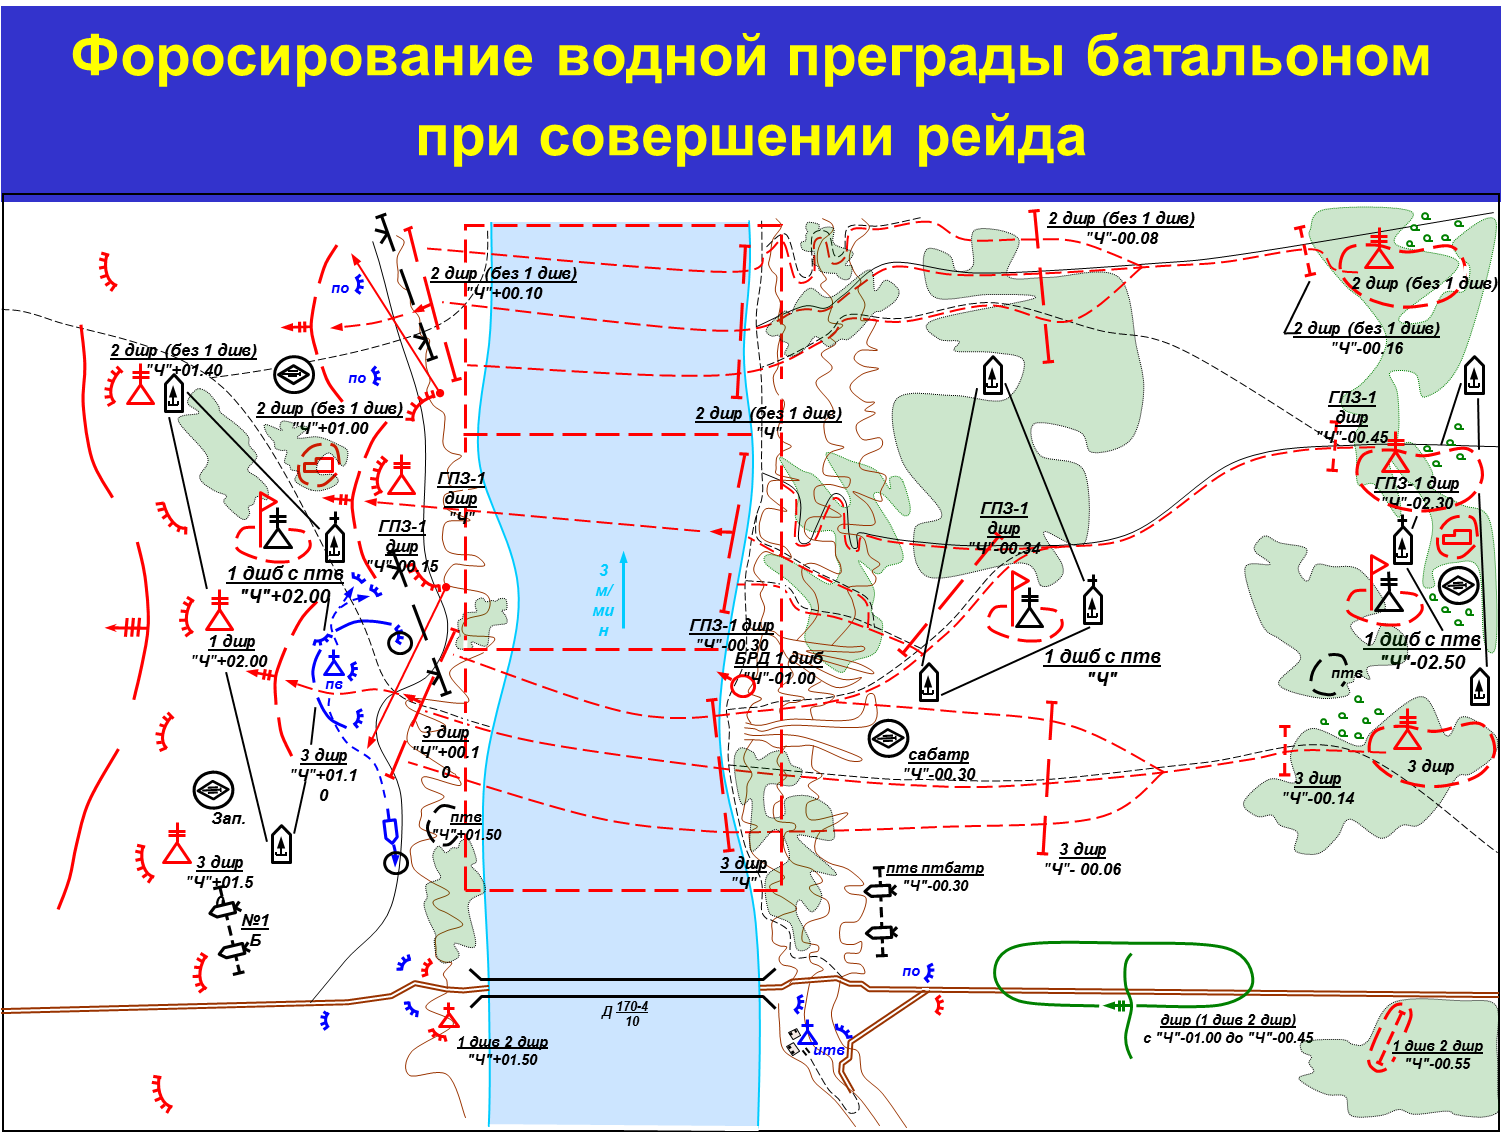 Форосирование водной преграды батальоном
при совершении рейда
2 дшр (без 1 дшв)
"Ч"-00.08
2 дшр (без 1 дшв)
2 дшр (без 1 дшв)
"Ч"-00.16
2 дшр (без 1 дшв)
"Ч"+00.10
по
2 дшр (без 1 дшв)
"Ч"+01.40
по
2 дшр (без 1 дшв)
"Ч"+01.00
2 дшр (без 1 дшв)
"Ч"
ГПЗ-1
дшр
"Ч"-00.45
ГПЗ-1 дшр
"Ч"-02.30
ГПЗ-1
дшр
"Ч"
ГПЗ-1
дшр
"Ч"-00.15
ГПЗ-1
дшр
"Ч"-00.34
1 дшб с птв
"Ч"+02.00
3
м/
ми
н
ГПЗ-1 дшр
"Ч"-00.30
БРД 1 дшб
"Ч"-01.00
1 дшр
"Ч"+02.00
1 дшб с птв
"Ч"
1 дшб с птв
"Ч"-02.50
птв
пв
3 дшр
"Ч"+00.1
0
3 дшр
"Ч"+01.1
0
сабатр
"Ч"-00.30
3 дшр
3 дшр
"Ч"-00.14
Зап.
птв
"Ч"+01.50
3 дшр
"Ч"
3 дшр
"Ч"- 00.06
3 дшр
"Ч"+01.5
0
птв птбатр
"Ч"-00.30
№1
Б
по
Д 170-4
10
дшр (1 дшв 2 дшр)
с "Ч"-01.00 до "Ч"-00.45
1 дшв 2 дшр
"Ч"+01.50
итв
1 дшв 2 дшр
"Ч"-00.55